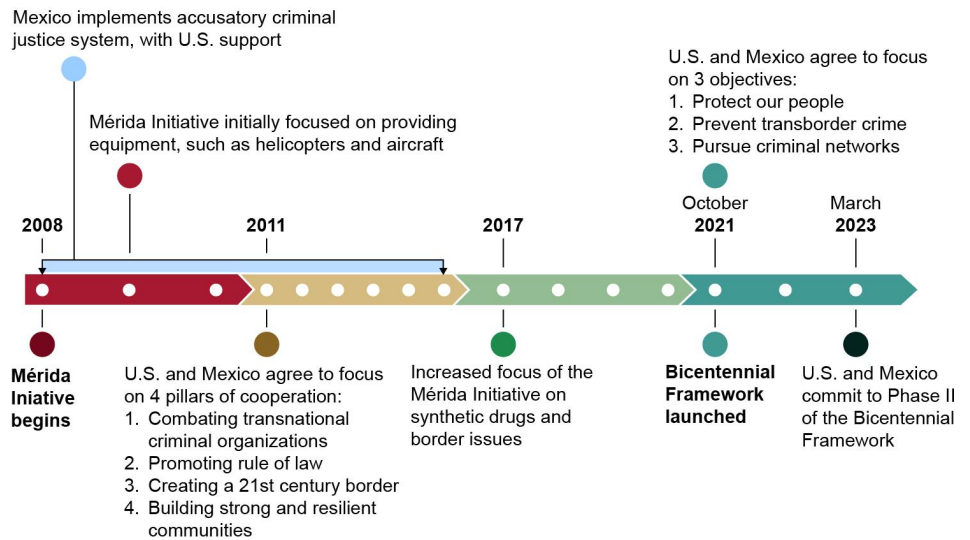 Mexico implements accusatory criminal
justice system, with U.S. support
Mérida Initiative initially focused on providing
equipment, such as helicopters and aircraft
U.S. and Mexico agree to focus
on 3 objectives:
1. Protect our people
2. Prevent transborder crime
3. Pursue criminal networks
2008
2011
2017
October
2021
March
2023
Mérida
Iniative
begins
U.S. and Mexico agree to focus
on 4 pillars of cooperation:
1. Combating transnational
criminal organizations
2. Promoting rule of law
3. Creating a 21st century border
4. Building strong and resilient
communities
Increased focus of the
Mérida Initiative on
synthetic drugs and
border issues
Bicentennial
Framework
launched
U.S. and Mexico
commit to Phase II
of the Bicentennial
Framework